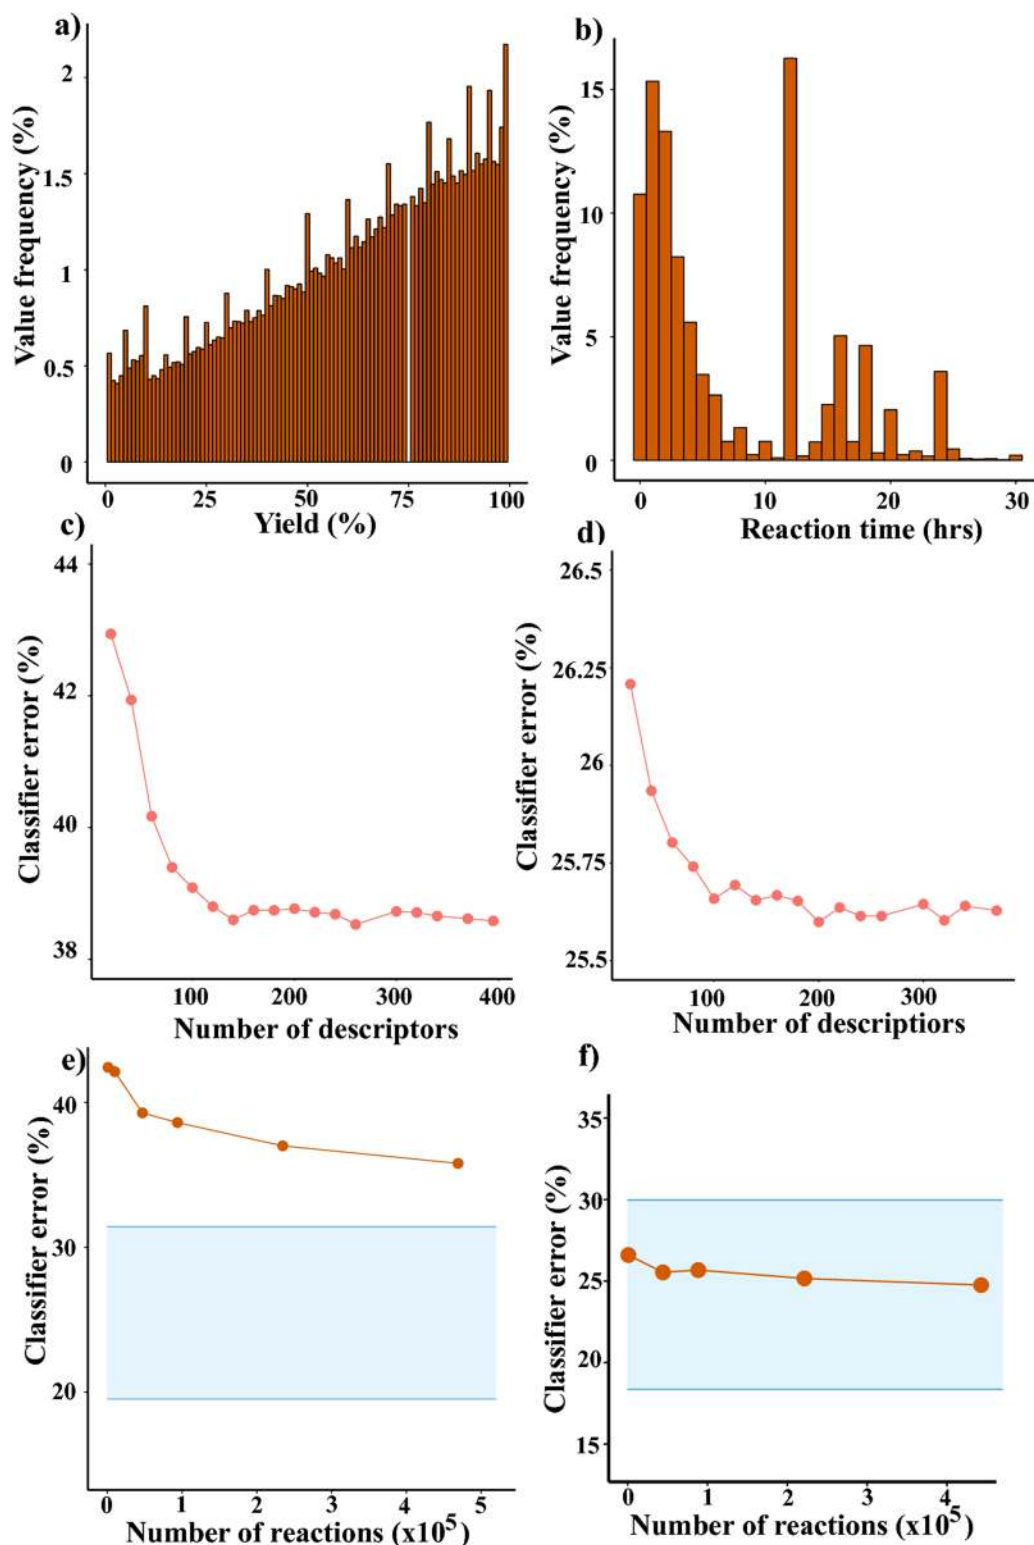 a)
Value frequency (%)
2
1.5
1
0.5
0
0 25 50 75 100
Yield (%)
b)
Value frequency (%)
15
10
5
0
0 10 20 30
Reaction time (hrs)
c)
Classifier error (%)
44
42
40
38
100 200 300 400
Number of descriptors
d)
Classifier error (%)
26.5
26.25
26
25.75
25.5
100 200 300
Number of descriptiors
e)
Classifier error (%)
40
30
20
0 1 2 3 4 5
Number of reactions (x10⁵)
f)
Classifier error (%)
35
30
25
20
15
0 1 2 3 4
Number of reactions (x10⁵)